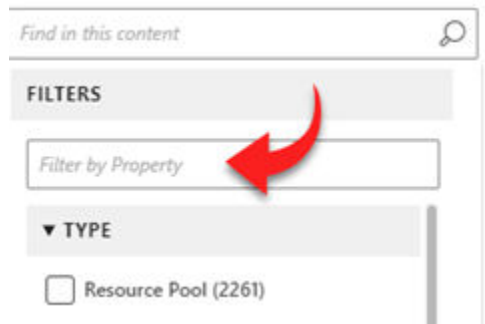 Find in this content
FILTERS
Filter by Property
▼ TYPE
Resource Pool (2261)